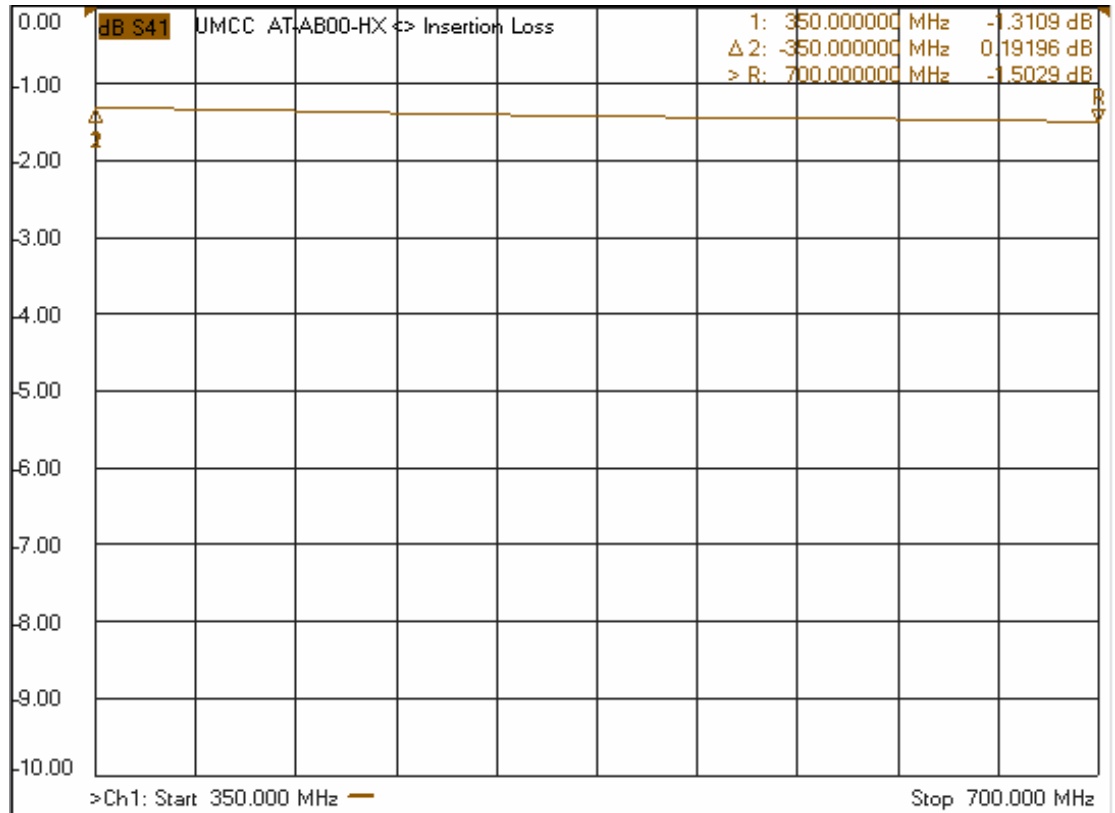 0.00 dB S41 UMCC AT-AB00-HX <> Insertion Loss 1: 350.000000 MHz -1.3109 dB
Δ 2: -350.000000 MHz 0.19196 dB
> R: 700.000000 MHz -1.5029 dB
-1.00
R
2
-2.00
-3.00
-4.00
-5.00
-6.00
-7.00
-8.00
-9.00
-10.00
>Ch1: Start 350.000 MHz Stop 700.000 MHz